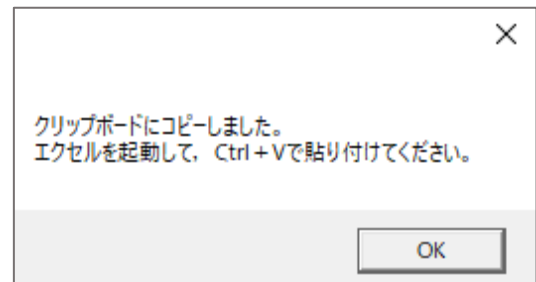 クリップボードにコピーしました。
エクセルを起動して，Ctrl+Vで貼り付けてください。
OK